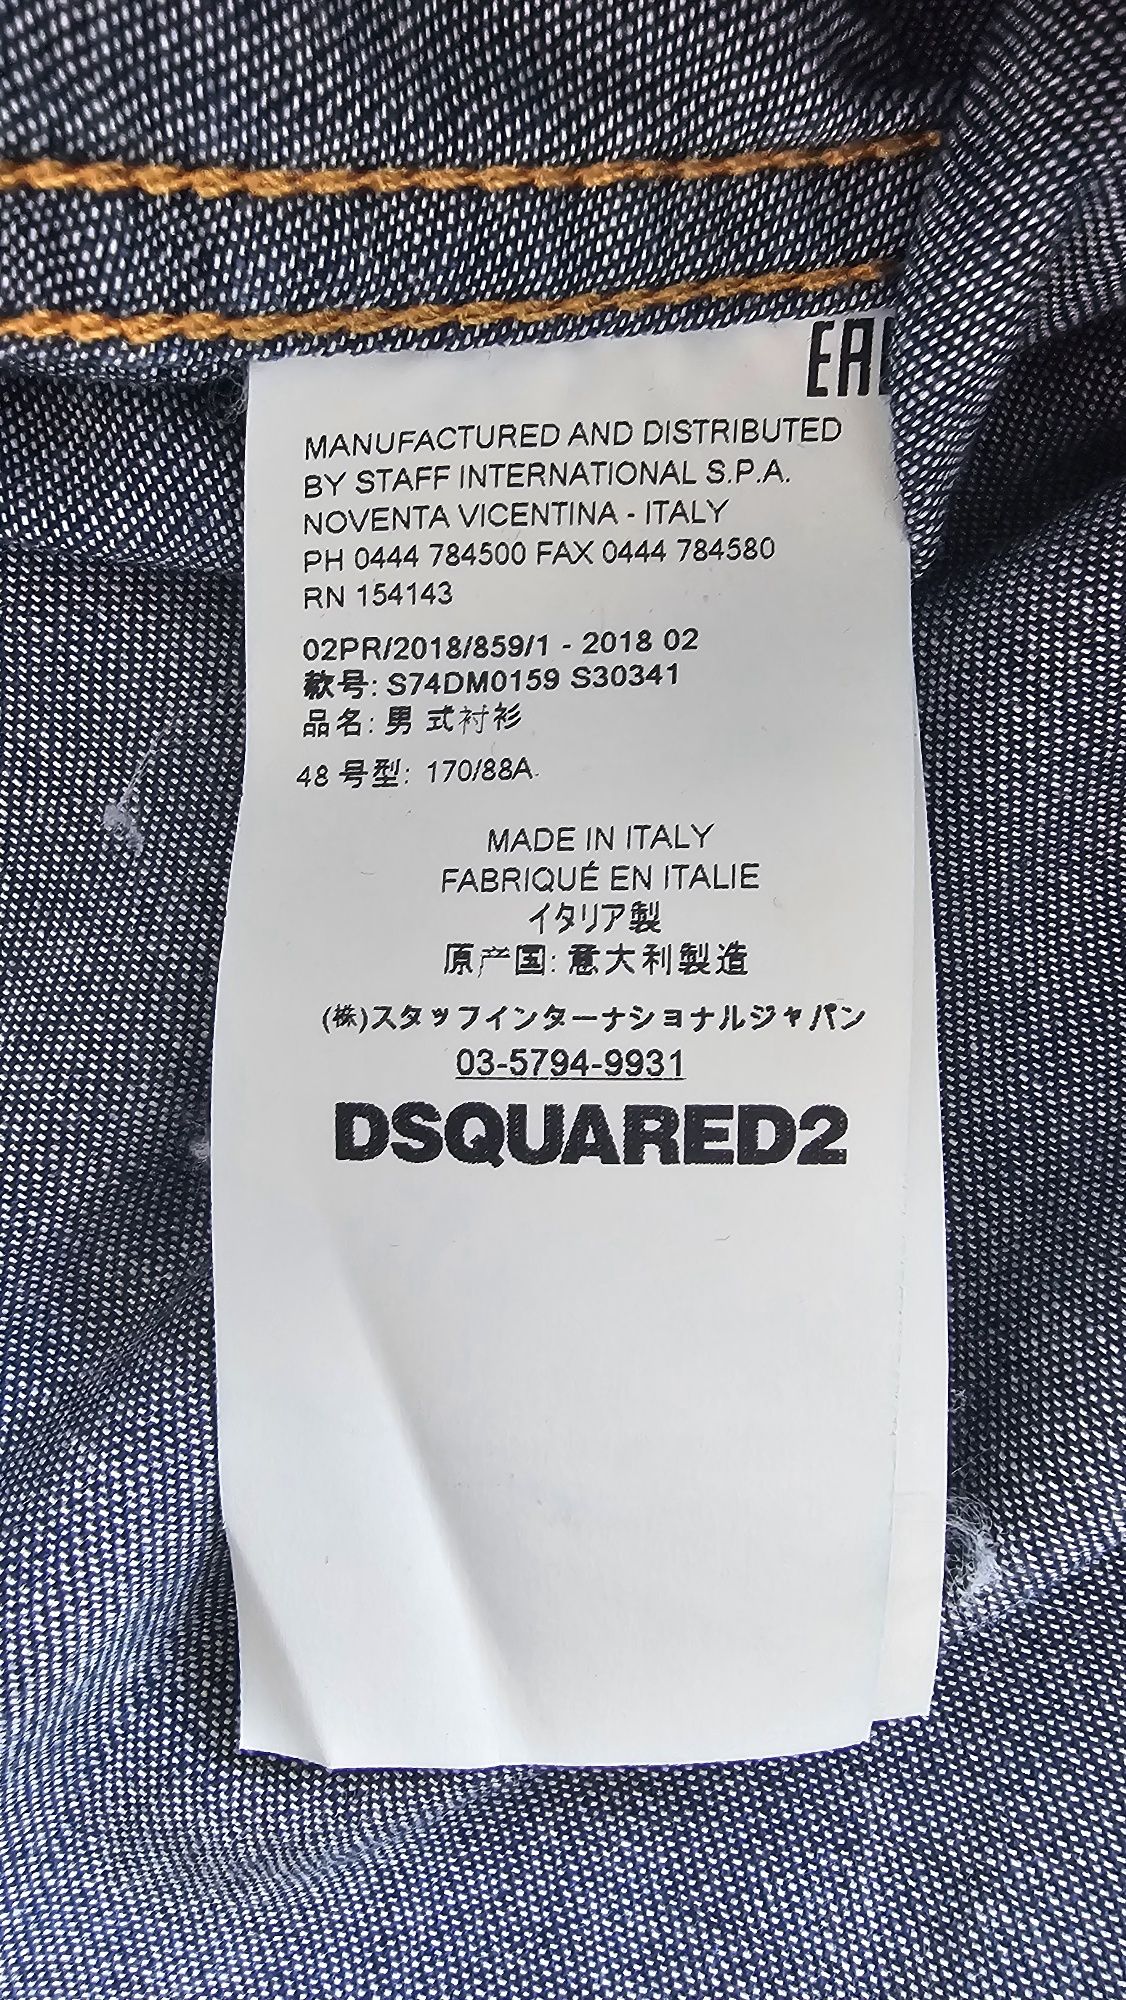 MANUFACTURED AND DISTRIBUTED
BY STAFF INTERNATIONAL S.P.A.
NOVENTA VICENTINA - ITALY
PH 0444 784500 FAX 0444 784580
RN 154143
02PR/2018/859/1 - 2018 02
款号: S74DM0159 S30341
品名: 男式衬衫
48 号型: 170/88A
MADE IN ITALY
FABRIQUÉ EN ITALIE
イタリア製
原产国: 意大利製造
(株)スタッフインターナショナルジャパン
03-5794-9931
DSQUARED2